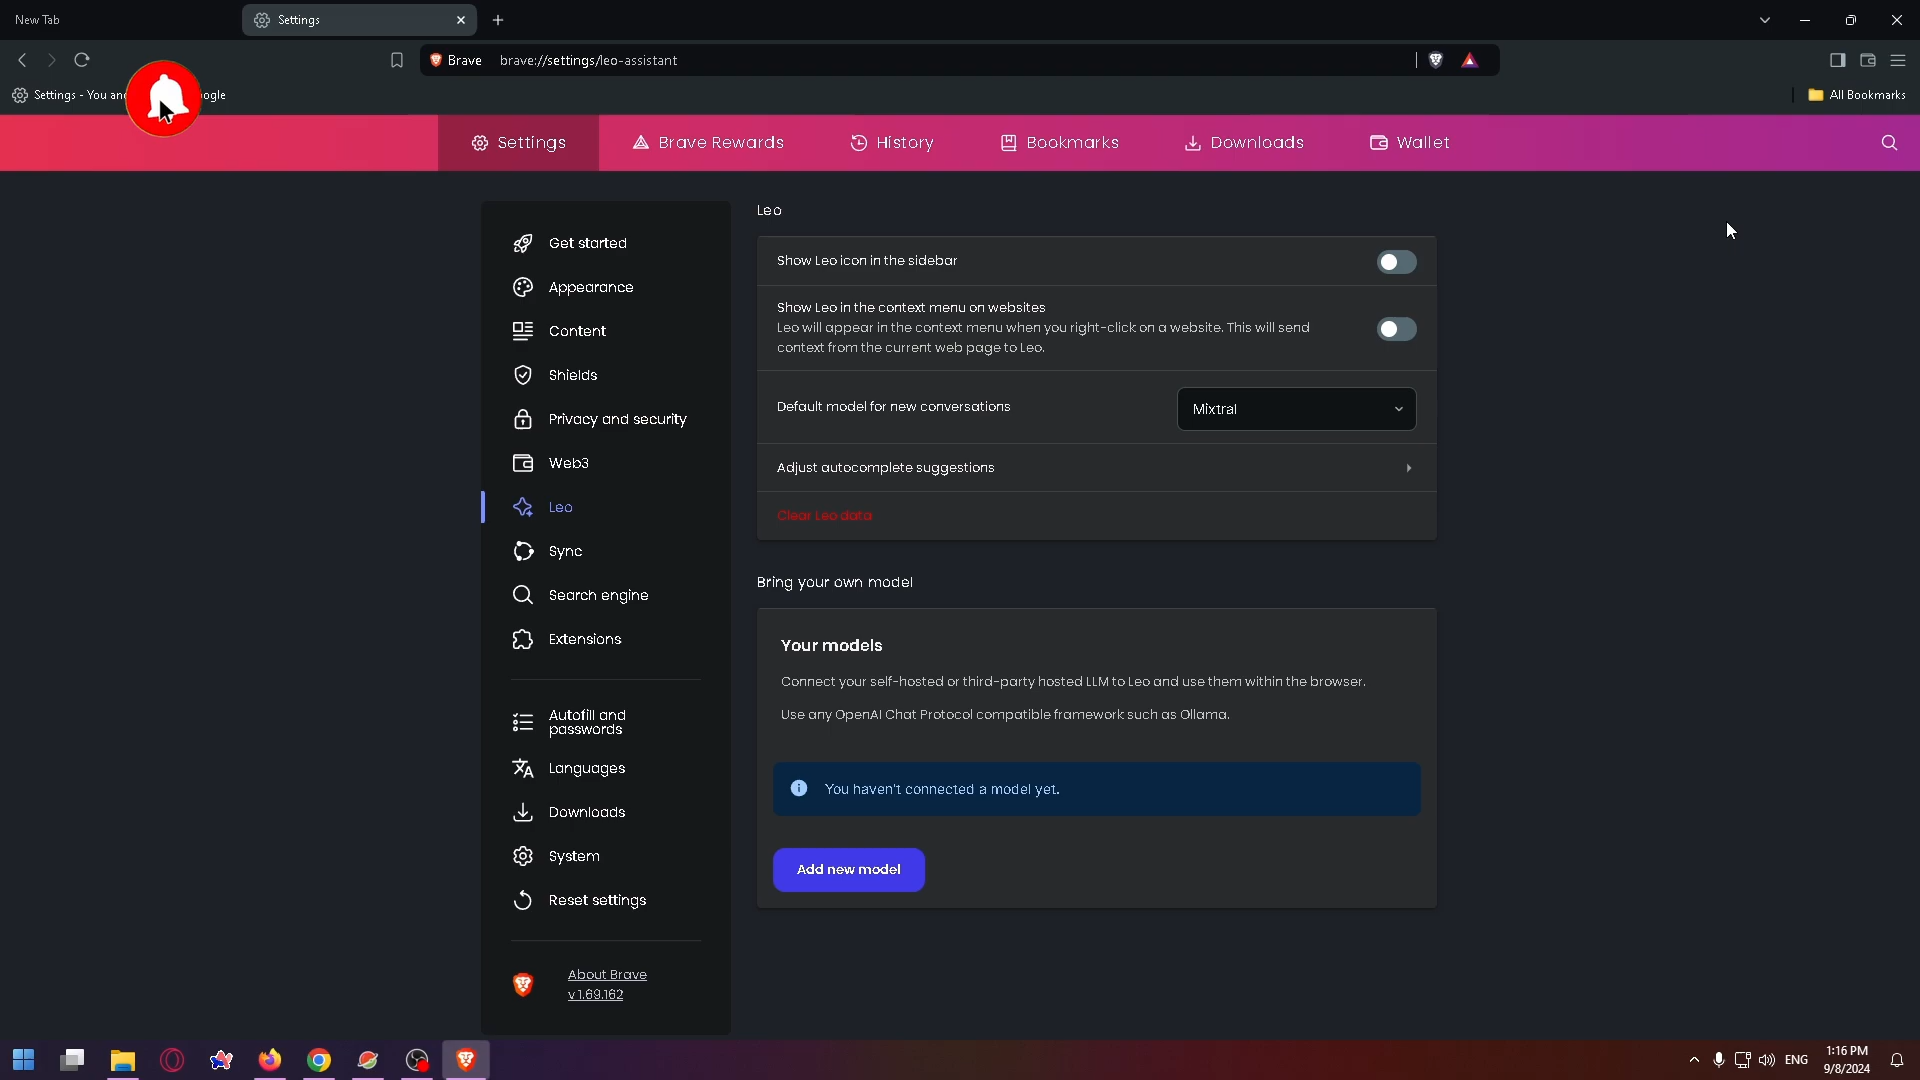 New Tab
Settings
Brave brave://settings/leo-assistant
Settings - You an
ogle
All Bookmarks
Settings
Brave Rewards
History
Bookmarks
Downloads
Wallet
Get started
Appearance
Content
Shields
Privacy and security
Web3
Leo
Sync
Search engine
Extensions
Autofill and
passwords
Languages
Downloads
System
Reset settings
About Brave
v 1.69.162
Leo
Show Leo icon in the sidebar
Show Leo in the context menu on websites
Leo will appear in the context menu when you right-click on a website. This will send
context from the current web page to Leo.
Default model for new conversations
Mixtral
Adjust autocomplete suggestions
Clear Leo data
Bring your own model
Your models
Connect your self-hosted or third-party hosted LLM to Leo and use them within the browser.
Use any OpenAI Chat Protocol compatible framework such as Ollama.
You haven't connected a model yet.
Add new model
ENG
1:16 PM
9/8/2024